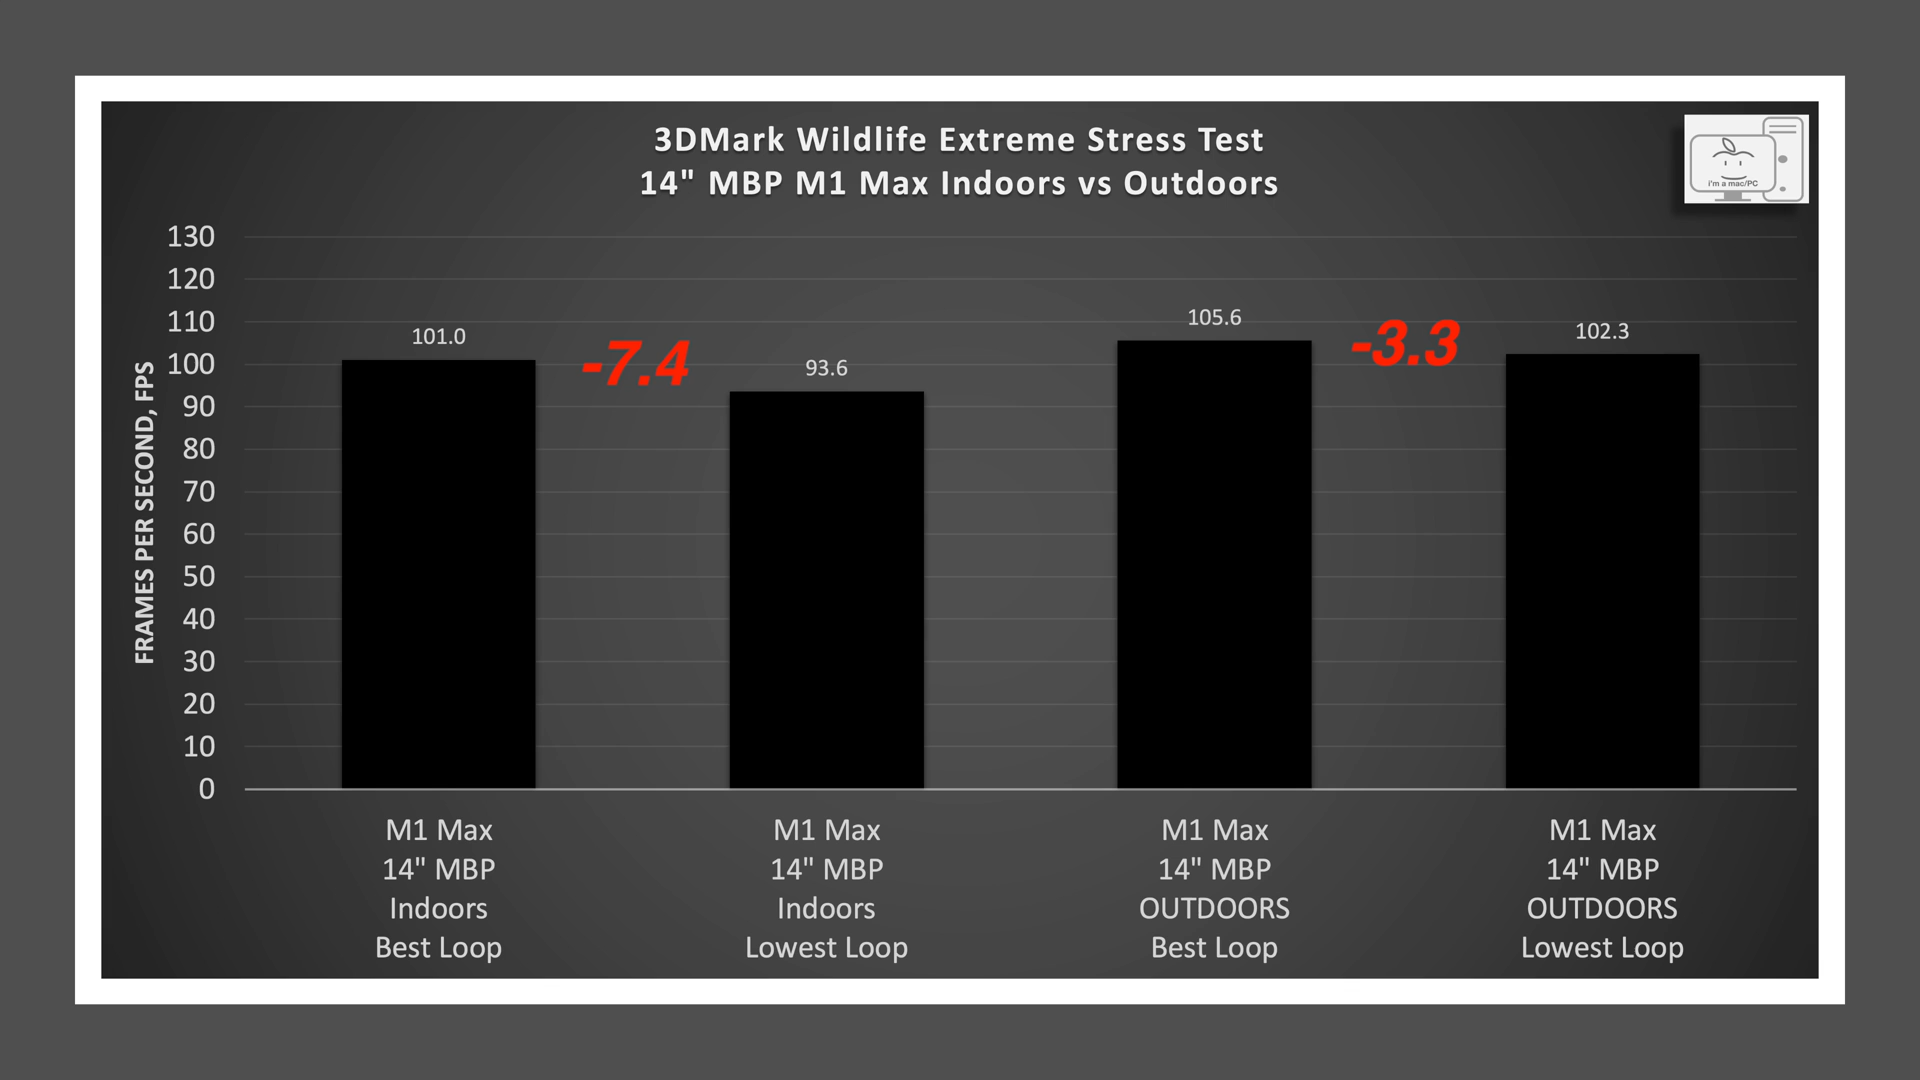 3DMark Wildlife Extreme Stress Test
14" MBP M1 Max Indoors vs Outdoors
i'm a mac/PC
FRAMES PER SECOND, FPS
130
120
110
100
90
80
70
60
50
40
30
20
10
0
101.0
-7.4
93.6
105.6
-3.3
102.3
M1 Max
14" MBP
Indoors
Best Loop
M1 Max
14" MBP
Indoors
Lowest Loop
M1 Max
14" MBP
OUTDOORS
Best Loop
M1 Max
14" MBP
OUTDOORS
Lowest Loop